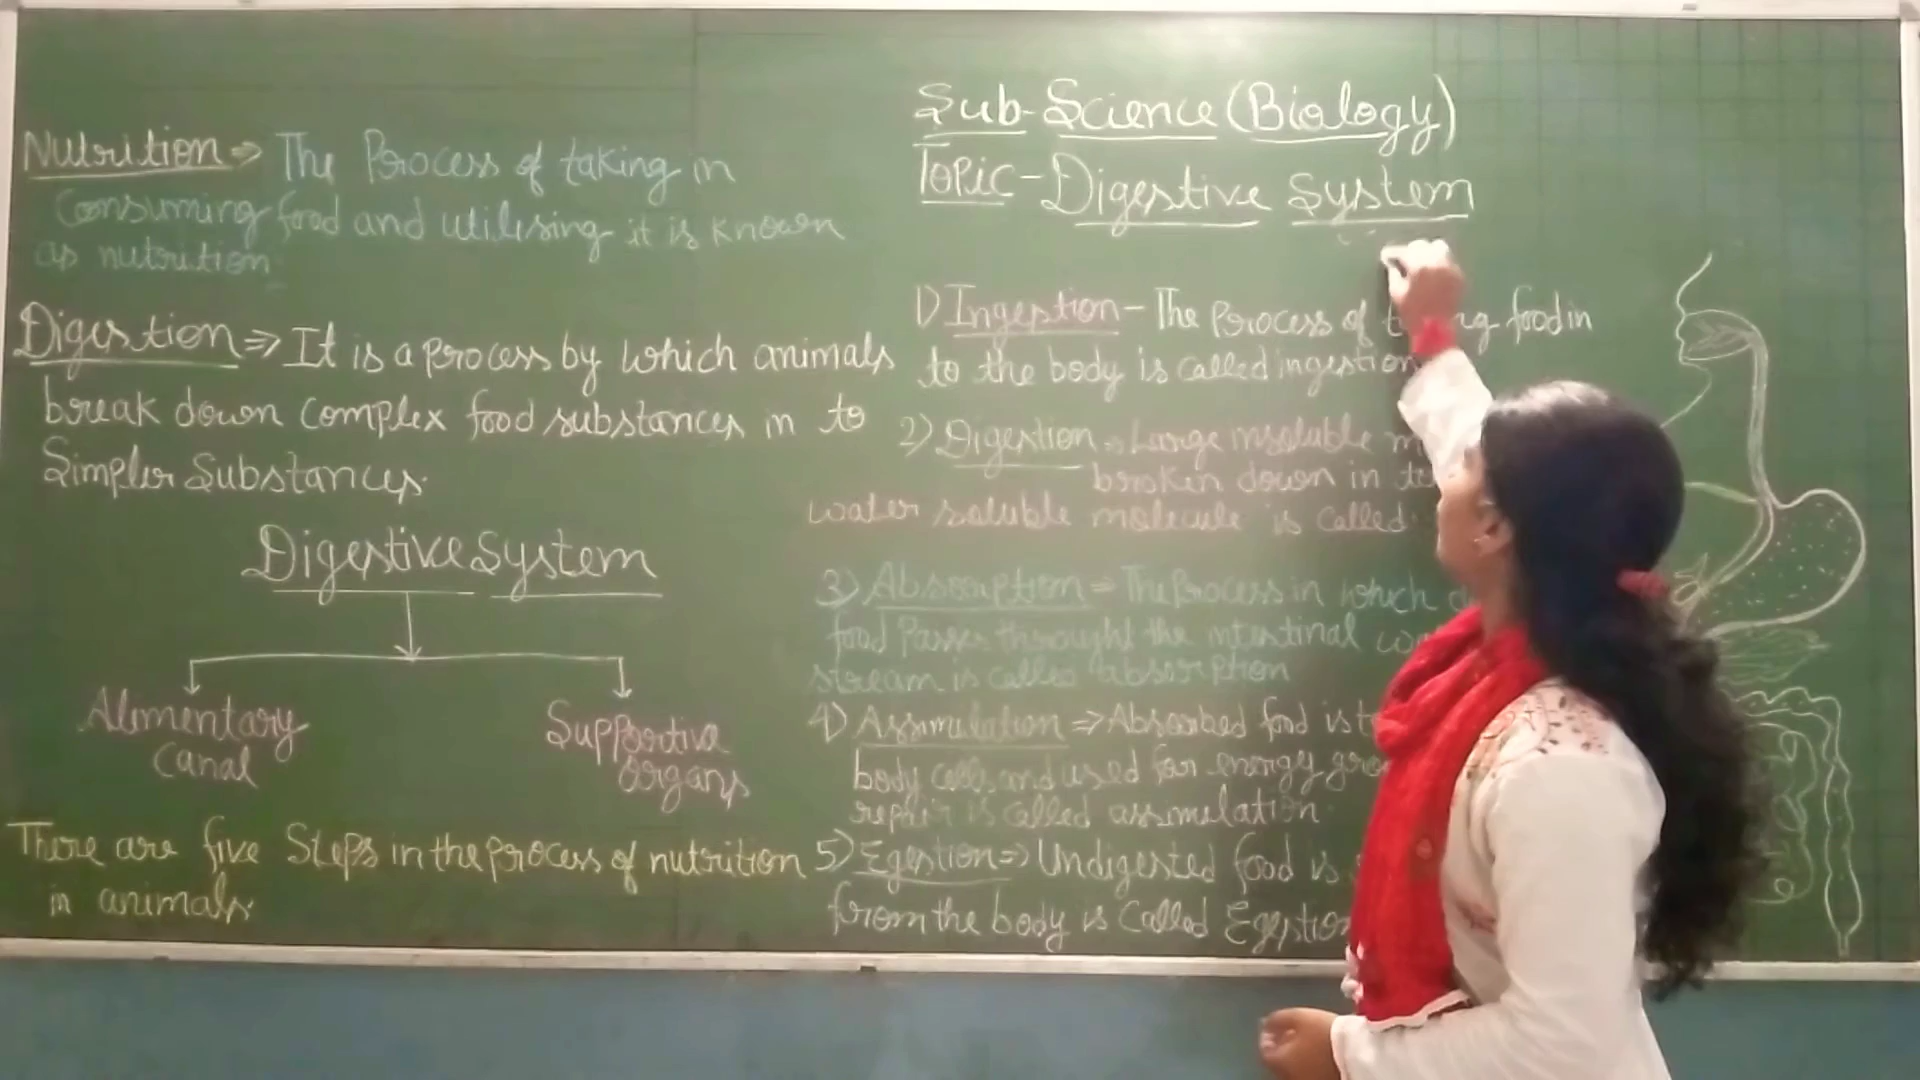 Sub-Science (Biology)
Topic - Digestive System
Nutrition ⇒ The Process of taking in
Consuming food and utilising it is known
as nutrition.
Digestion ⇒ It is a process by which animals
break down complex food substances in to
Simpler Substances.
Digestive System
Alimentary
Canal
Supportive
organs
There are five Steps in the process of nutrition
in animals.
1) Ingestion - The Process of food in
to the body is called ingestion
2) Digestion ⇒ Large insoluble
broken down in
water soluble molecule is called
3) Absorption ⇒ The Process in which
food the intestinal
stream is called absorption
4) Assimulation ⇒ Absorbed food is
body cells and used for energy
repair is called assimulation.
5) Egestion ⇒ Undigested food is
from the body is Called Egestion